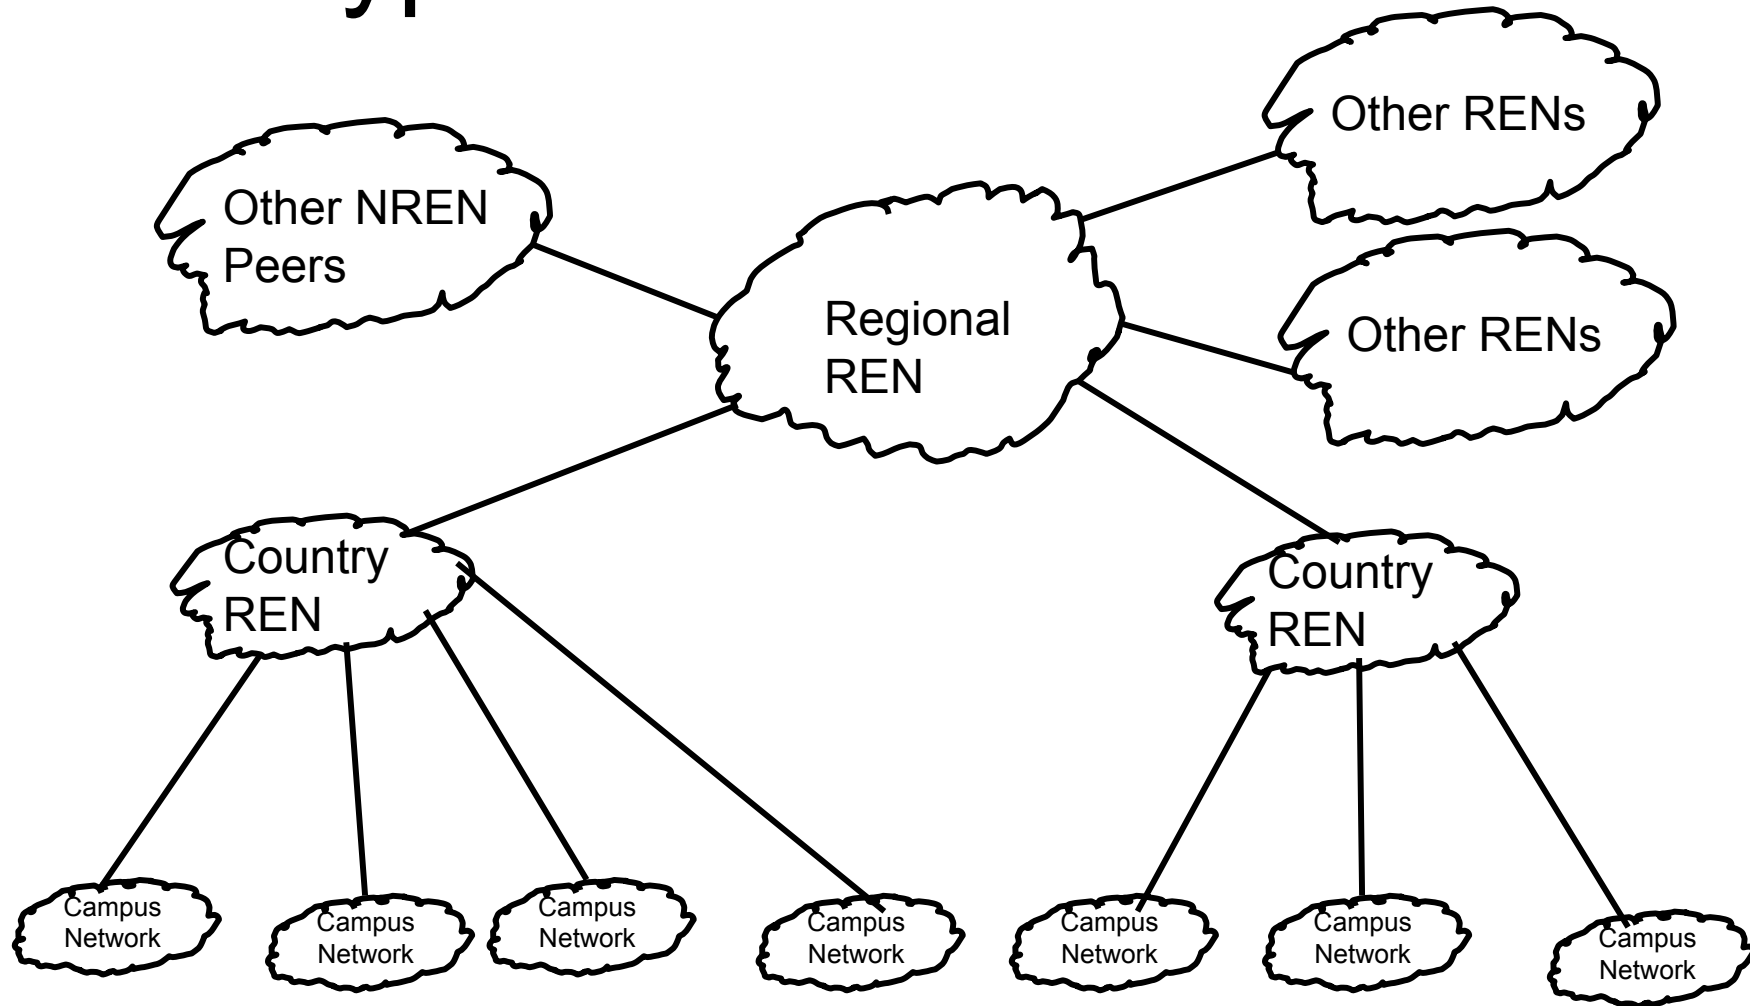 Other RENs
Other NREN
Peers
Regional
REN
Other RENs
Country
REN
Country
REN
Campus
Network
Campus
Network
Campus
Network
Campus
Network
Campus
Network
Campus
Network
Campus
Network